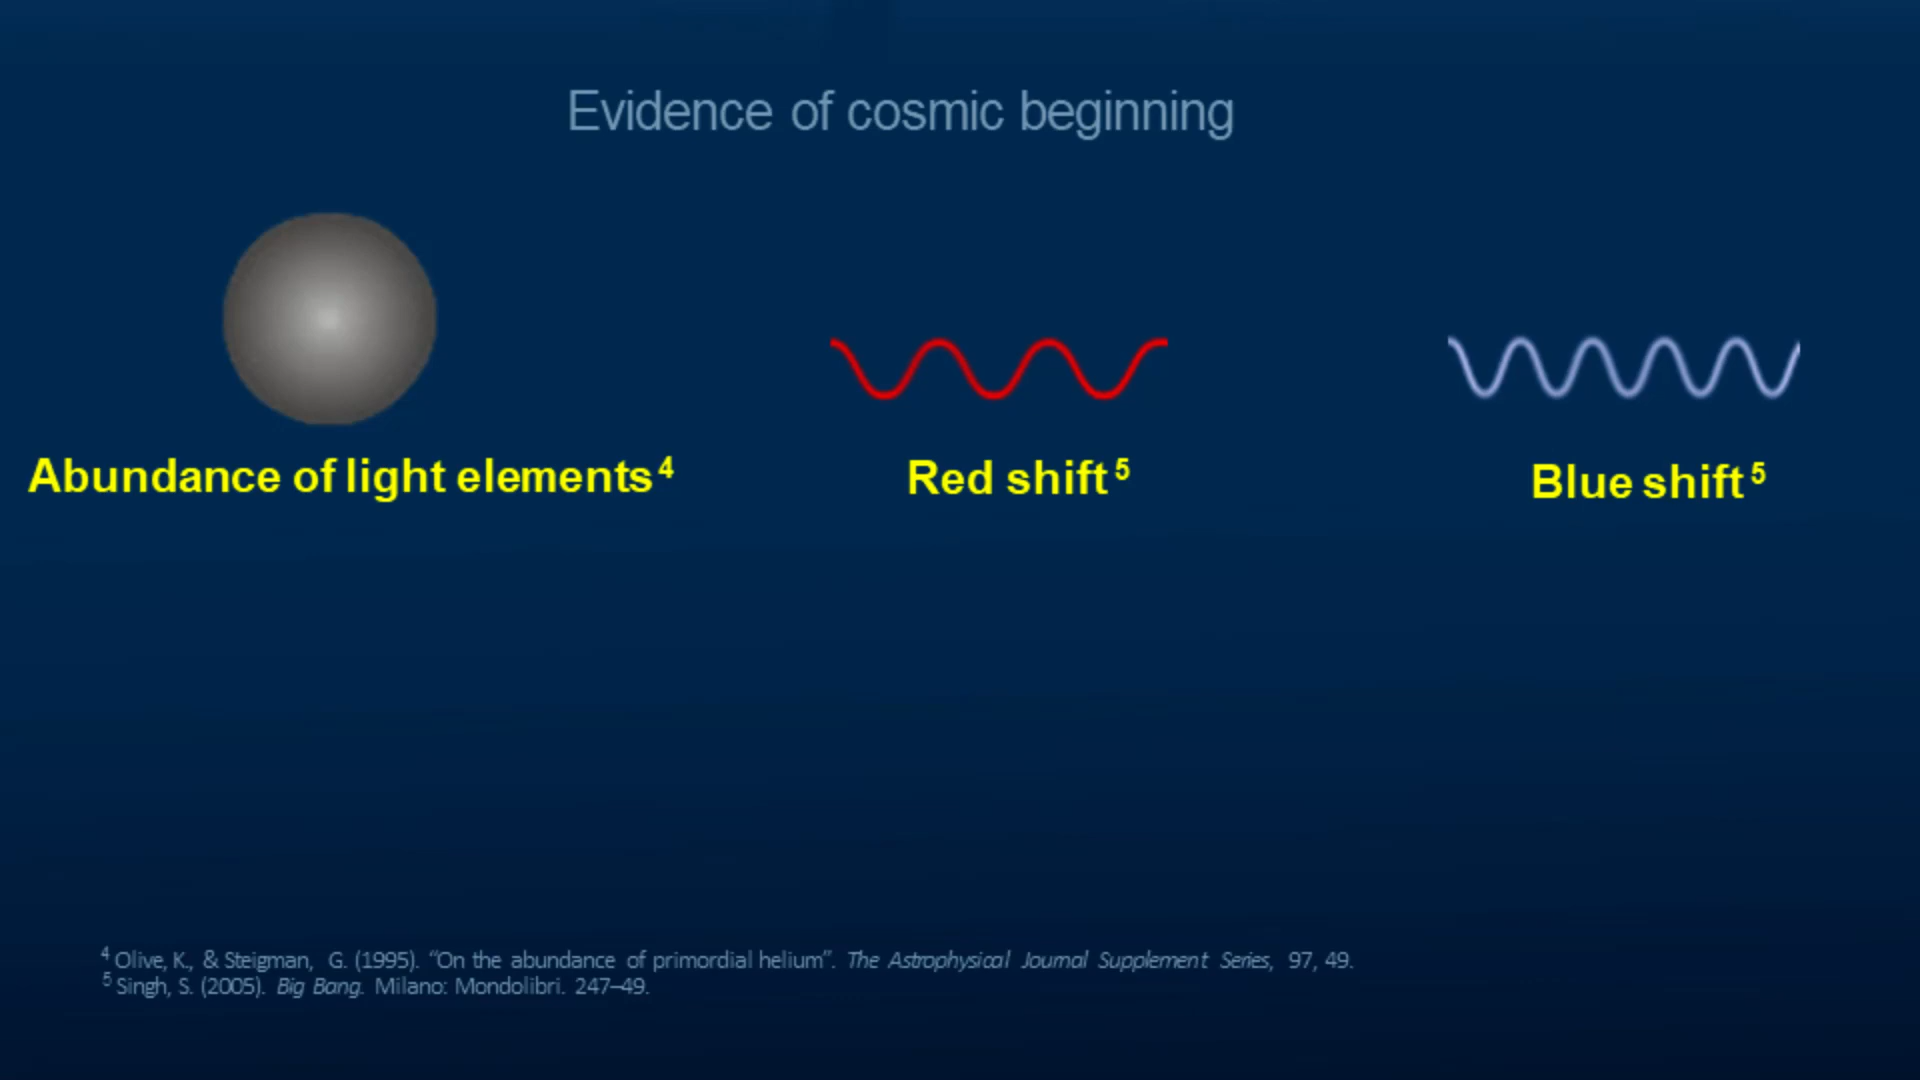 Evidence of cosmic beginning
Abundance of light elements⁴
Red shift⁵
Blue shift⁵
⁴ Olive, K., & Steigman, G. (1995). “On the abundance of primordial helium”. The Astrophysical Journal Supplement Series, 97, 49.
⁵ Singh, S. (2005). Big Bang. Milano: Mondolibri. 247–49.